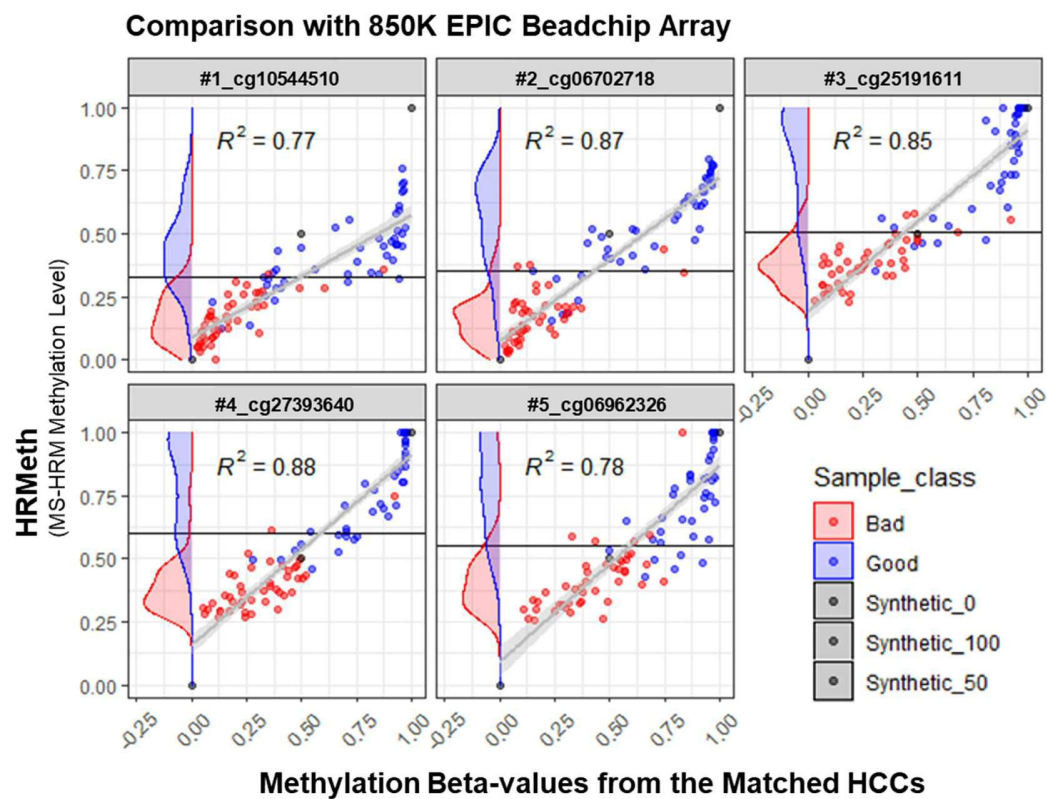 Comparison with 850K EPIC Beadchip Array
#1_cg10544510
#2_cg06702718
#3_cg25191611
1.00
0.75
0.50
0.25
0.00
R² = 0.77
R² = 0.87
R² = 0.85
-0.25
0.00
0.25
0.50
0.75
1.00
#4_cg27393640
#5_cg06962326
1.00
0.75
0.50
0.25
0.00
R² = 0.88
R² = 0.78
-0.25
0.00
0.25
0.50
0.75
1.00
-0.25
0.00
0.25
0.50
0.75
1.00
HRMeth
(MS-HRM Methylation Level)
Methylation Beta-values from the Matched HCCs
Sample_class
Bad
Good
Synthetic_0
Synthetic_100
Synthetic_50